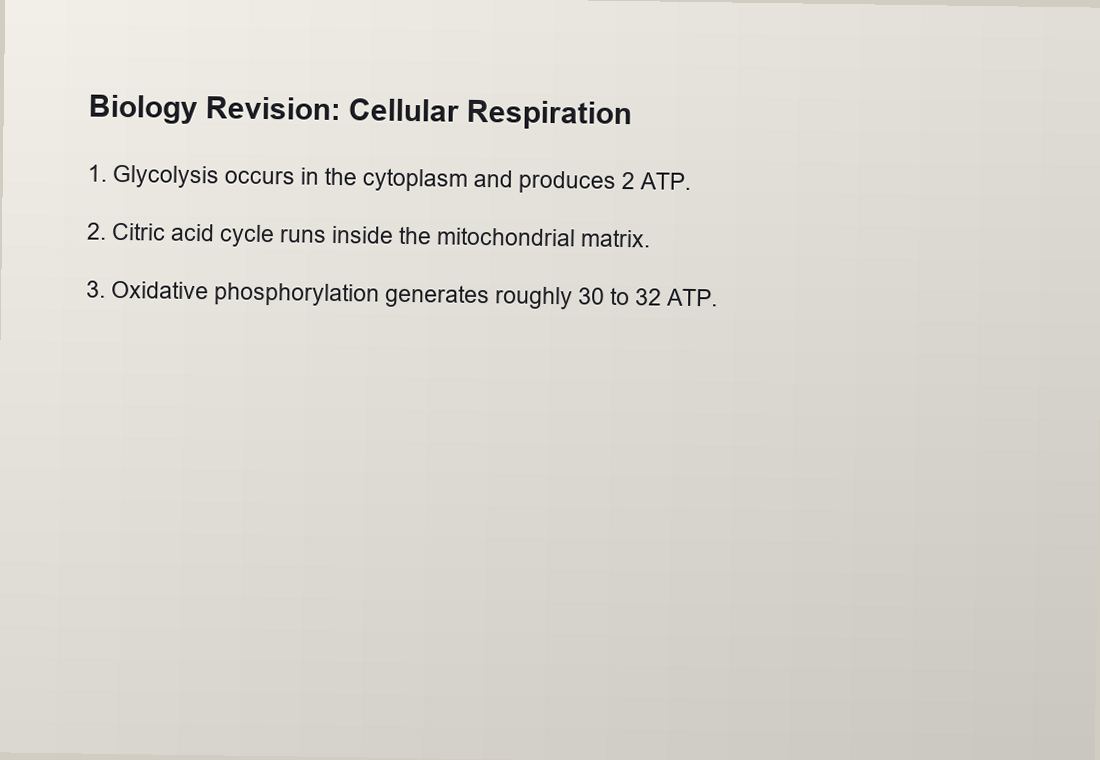 Biology Revision: Cellular Respiration
1. Glycolysis occurs in the cytoplasm and produces 2 ATP.
2. Citric acid cycle runs inside the mitochondrial matrix.
3. Oxidative phosphorylation generates roughly 30 to 32 ATP.